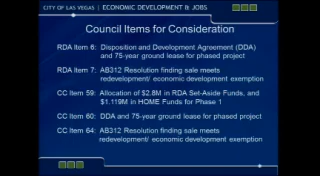 CITY OF LAS VEGAS | ECONOMIC DEVELOPMENT & JOBS
Council Items for Consideration
RDA Item 6: Disposition and Development Agreement (DDA)
and 75-year ground lease for phased project
RDA Item 7: AB312 Resolution finding sale meets
redevelopment/ economic development exemption
CC Item 59: Allocation of $2.8M in RDA Set-Aside Funds, and
$1.119M in HOME Funds for Phase 1
CC Item 60: DDA and 75-year ground lease for phased project
CC Item 64: AB312 Resolution finding sale meets
redevelopment/ economic development exemption